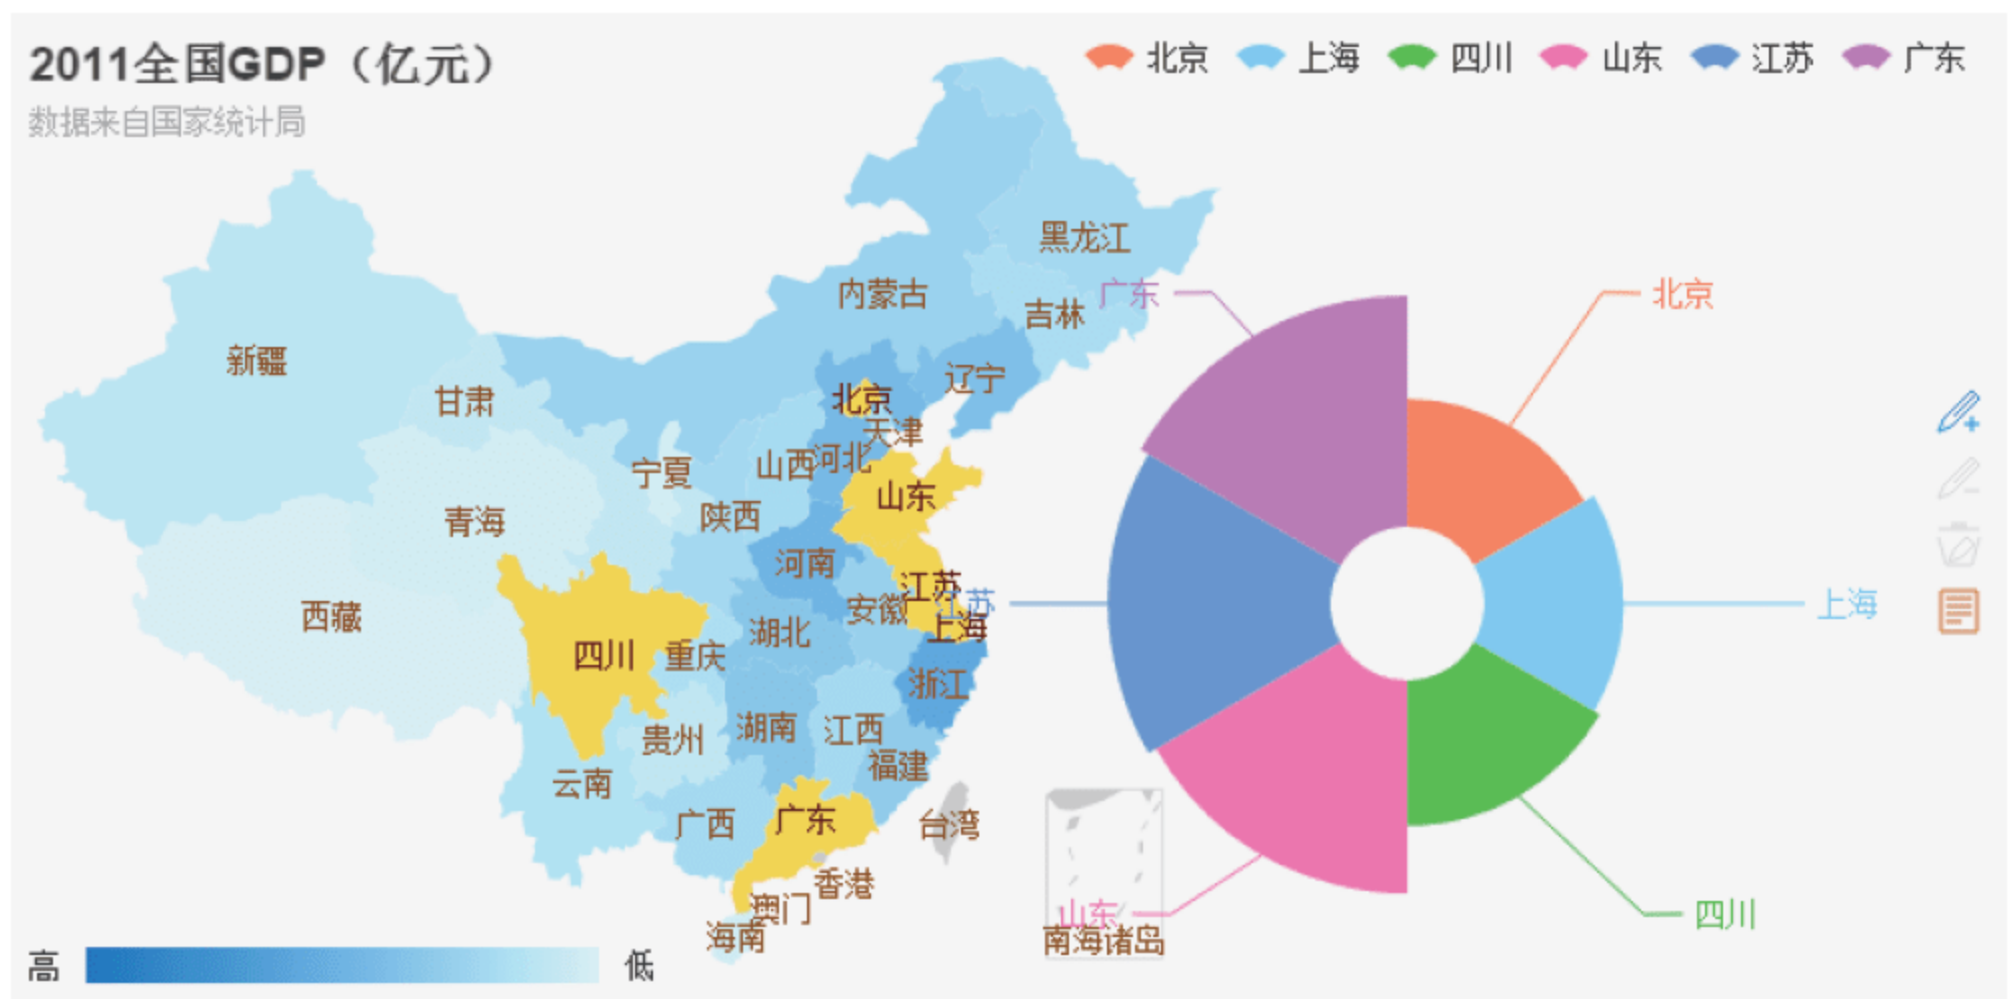 2011全国GDP（亿元）
数据来自国家统计局
北京 上海 四川 山东 江苏 广东
黑龙江
内蒙古
吉林
广东
北京
新疆
辽宁
甘肃
北京
天津
宁夏
山西
河北
山东
青海
陕西
河南
江苏
西藏
安徽
江苏
上海
四川
重庆
湖北
上海
浙江
贵州
湖南
江西
福建
云南
广西
广东
台湾
香港
澳门
海南
山东
南海诸岛
四川
高
低